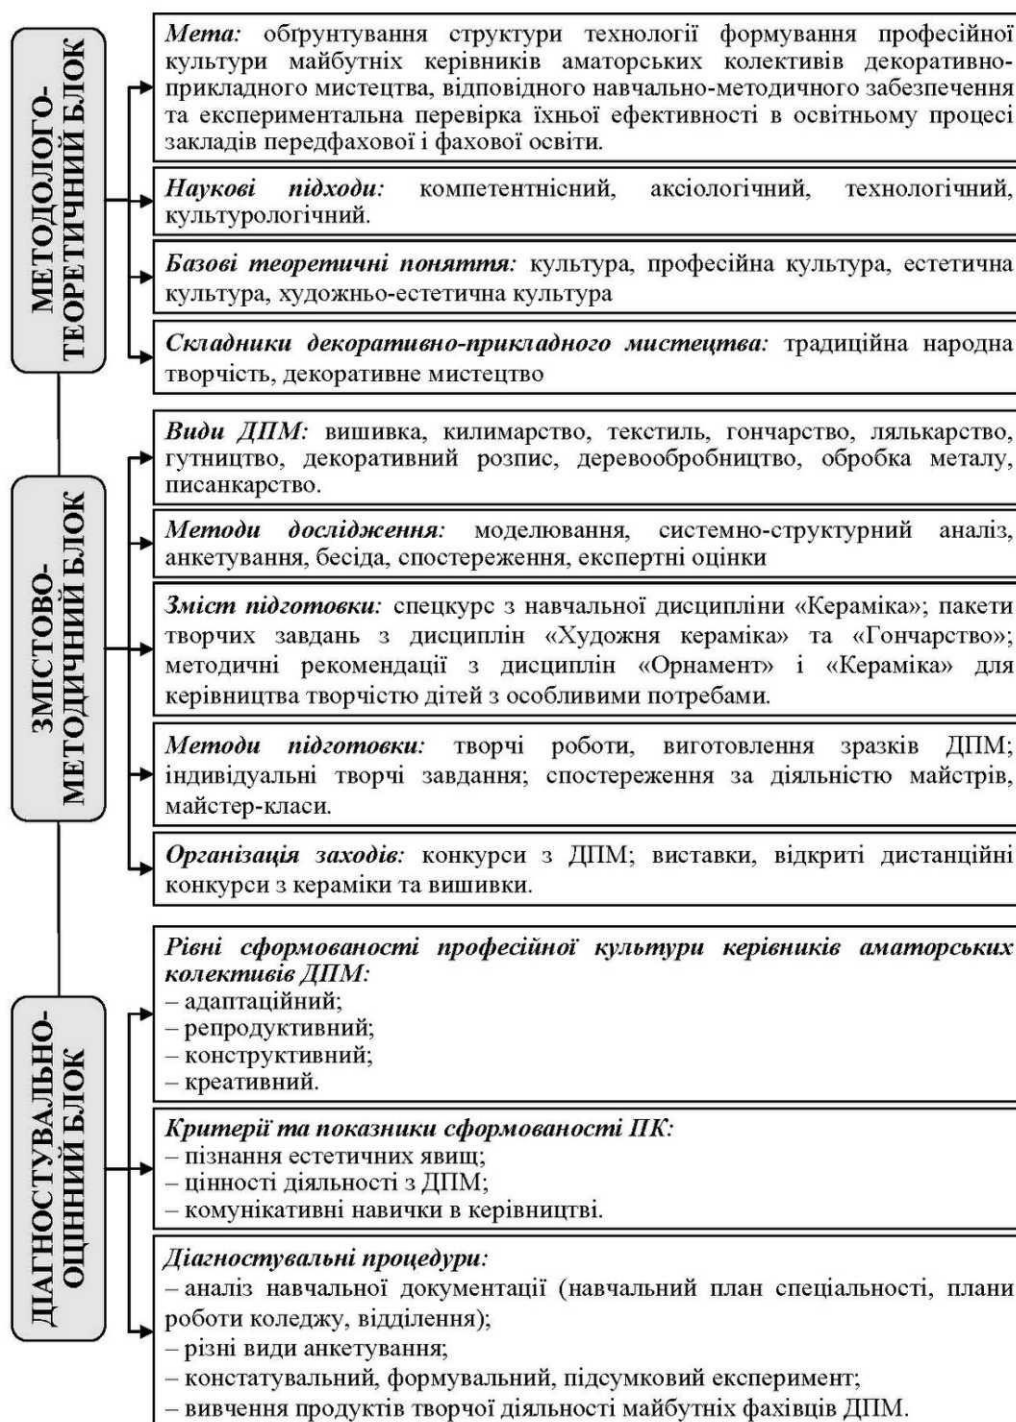 МЕТОДОЛОГО-
ТЕОРЕТИЧНИЙ БЛОК
Мета: обґрунтування структури технології формування професійної
культури майбутніх керівників аматорських колективів декоративно-
прикладного мистецтва, відповідного навчально-методичного забезпечення
та експериментальна перевірка їхньої ефективності в освітньому процесі
закладів передфахової і фахової освіти.
Наукові підходи: компетентнісний, аксіологічний, технологічний,
культурологічний.
Базові теоретичні поняття: культура, професійна культура, естетична
культура, художньо-естетична культура
Складники декоративно-прикладного мистецтва: традиційна народна
творчість, декоративне мистецтво
ЗМІСТОВО-
МЕТОДИЧНИЙ БЛОК
Види ДПМ: вишивка, килимарство, текстиль, гончарство, лялькарство,
гутництво, декоративний розпис, деревообробництво, обробка металу,
писанкарство.
Методи дослідження: моделювання, системно-структурний аналіз,
анкетування, бесіда, спостереження, експертні оцінки
Зміст підготовки: спецкурс з навчальної дисципліни «Кераміка»; пакети
творчих завдань з дисциплін «Художня кераміка» та «Гончарство»;
методичні рекомендації з дисциплін «Орнамент» і «Кераміка» для
керівництва творчістю дітей з особливими потребами.
Методи підготовки: творчі роботи, виготовлення зразків ДПМ;
індивідуальні творчі завдання; спостереження за діяльністю майстрів,
майстер-класи.
Організація заходів: конкурси з ДПМ; виставки, відкриті дистанційні
конкурси з кераміки та вишивки.
ДІАГНОСТУВАЛЬНО-
ОЦІННИЙ БЛОК
Рівні сформованості професійної культури керівників аматорських
колективів ДПМ:
– адаптаційний;
– репродуктивний;
– конструктивний;
– креативний.
Критерії та показники сформованості ПК:
– пізнання естетичних явищ;
– цінності діяльності з ДПМ;
– комунікативні навички в керівництві.
Діагностувальні процедури:
– аналіз навчальної документації (навчальний план спеціальності, плани
роботи коледжу, відділення);
– різні види анкетування;
– констатувальний, формувальний, підсумковий експеримент;
– вивчення продуктів творчої діяльності майбутніх фахівців ДПМ.